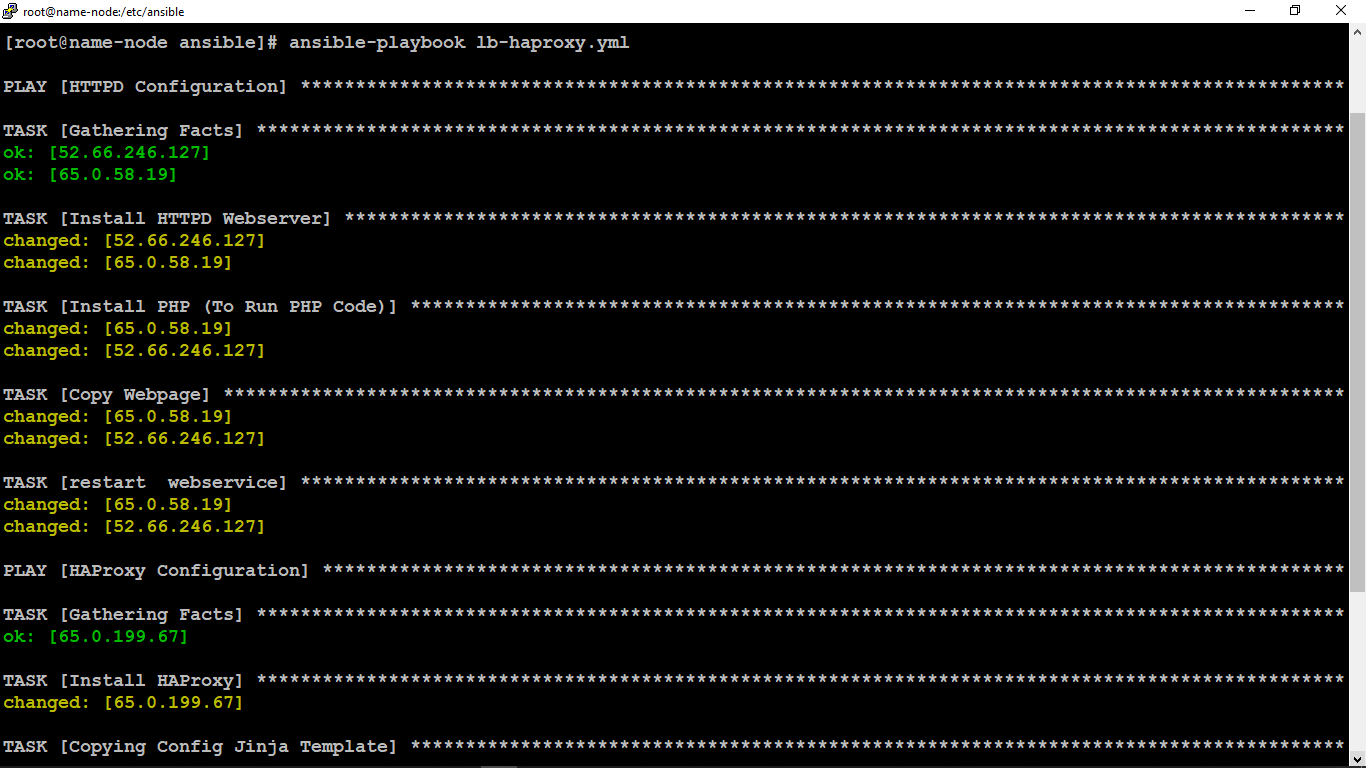 root@name-node:/etc/ansible
[root@name-node ansible]# ansible-playbook lb-haproxy.yml
PLAY [HTTPD Configuration] ***********************************************************************************************
TASK [Gathering Facts] ***************************************************************************************************
ok: [52.66.246.127]
ok: [65.0.58.19]
TASK [Install HTTPD Webserver] *******************************************************************************************
changed: [52.66.246.127]
changed: [65.0.58.19]
TASK [Install PHP (To Run PHP Code)] *************************************************************************************
changed: [65.0.58.19]
changed: [52.66.246.127]
TASK [Copy Webpage] ******************************************************************************************************
changed: [65.0.58.19]
changed: [52.66.246.127]
TASK [restart  webservice] ***********************************************************************************************
changed: [65.0.58.19]
changed: [52.66.246.127]
PLAY [HAProxy Configuration] *********************************************************************************************
TASK [Gathering Facts] ***************************************************************************************************
ok: [65.0.199.67]
TASK [Install HAProxy] ***************************************************************************************************
changed: [65.0.199.67]
TASK [Copying Config Jinja Template] *************************************************************************************